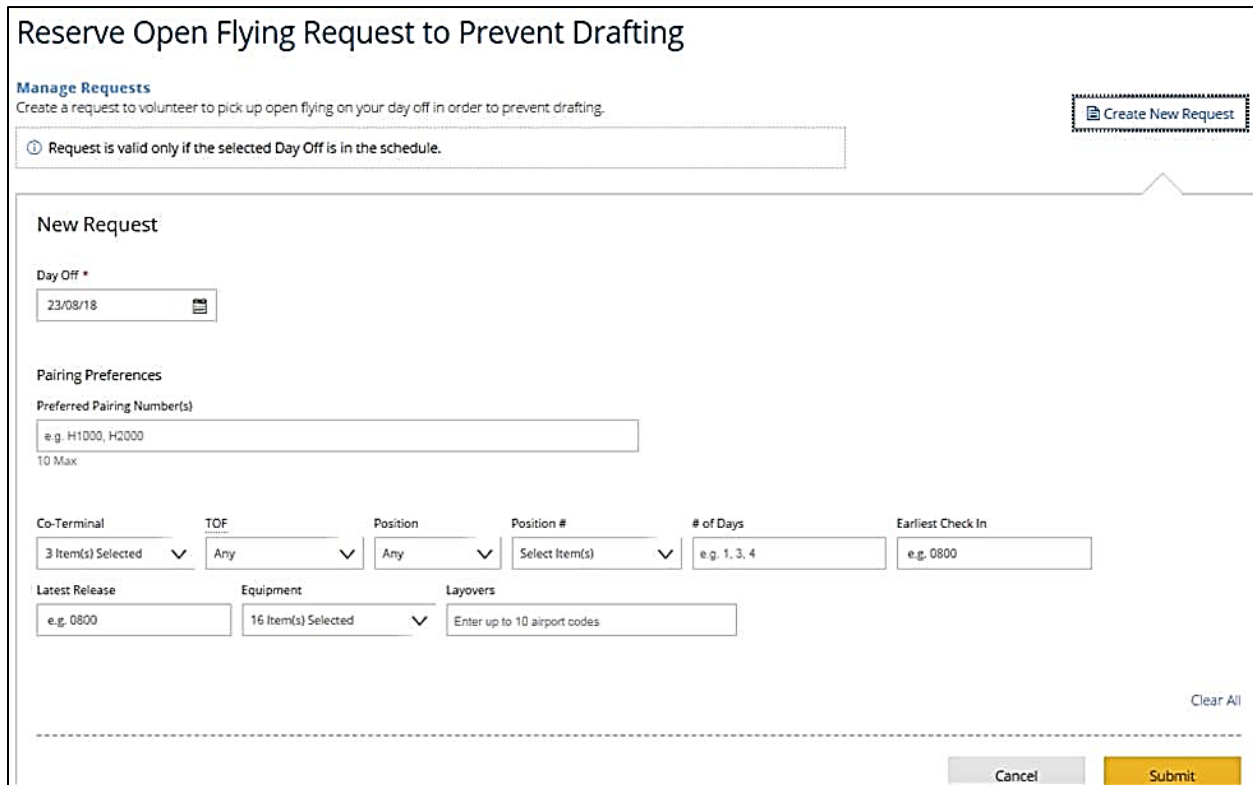 Reserve Open Flying Request to Prevent Drafting
Manage Requests
Create a request to volunteer to pick up open flying on your day off in order to prevent drafting.
Create New Request
Request is valid only if the selected Day Off is in the schedule.
New Request
Day Off *
23/08/18
Pairing Preferences
Preferred Pairing Number(s)
e.g. H1000, H2000
10 Max
Co-Terminal TOF Position Position # # of Days Earliest Check In
3 Item(s) Selected Any Any Select Item(s) e.g. 1, 3, 4 e.g. 0800
Latest Release Equipment Layovers
e.g. 0800 16 Item(s) Selected Enter up to 10 airport codes
Clear All
Cancel Submit